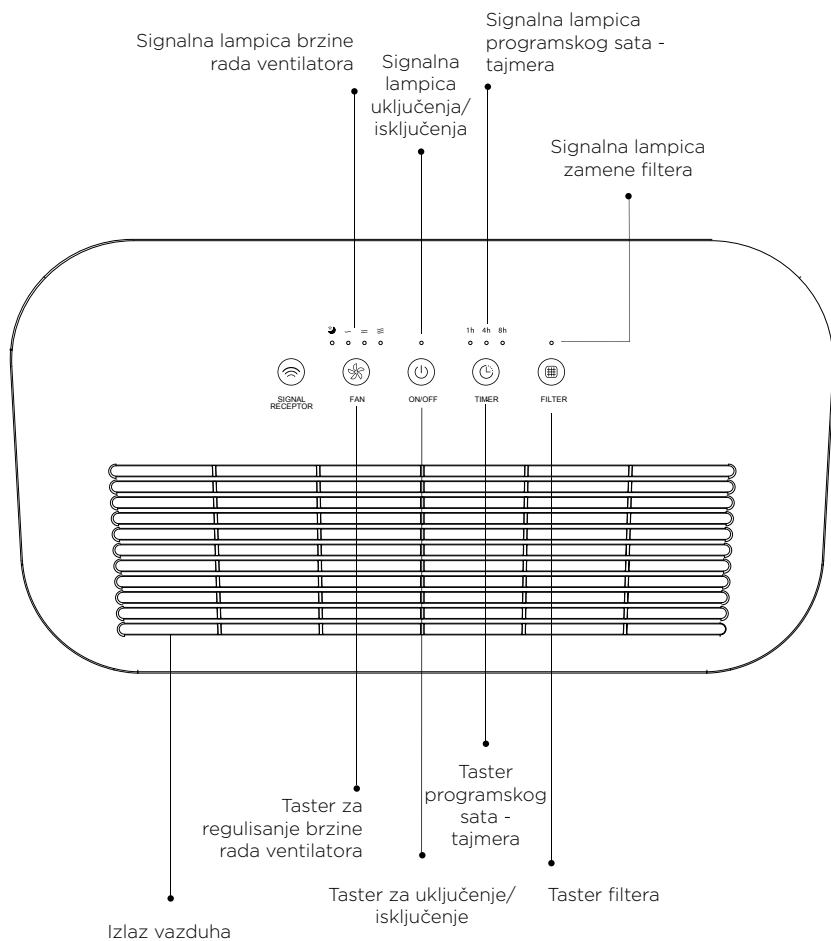 Signalna lampica brzine
rada ventilatora
Signalna
lampica
uključenja/
isključenja
Signalna lampica
programskog sata -
tajmera
Signalna lampica
zamene filtera
1h 4h 8h
SIGNAL
RECEPTOR
FAN
ON/OFF
TIMER
FILTER
Taster za
regulisanje brzine
rada ventilatora
Taster
programskog
sata -
tajmera
Taster za uključenje/
isključenje
Taster filtera
Izlaz vazduha